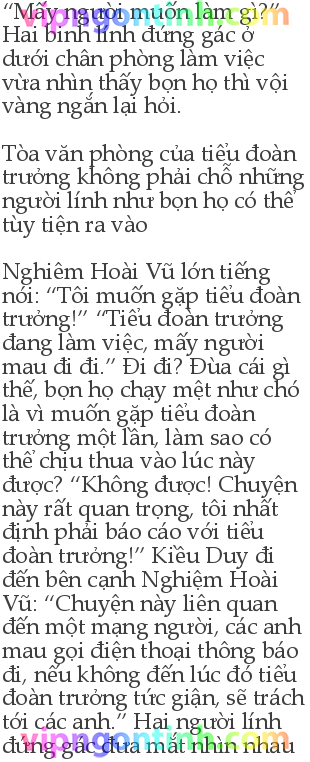 “Mấy người muốn làm gì?”
vipngontinh.com
Hai binh lính đứng gác ở
dưới chân phòng làm việc
vừa nhìn thấy bọn họ thì vội
vàng ngắn lại hỏi.
Tòa văn phòng của tiểu đoàn
trưởng không phải chỗ những
người lính như bọn họ có thể
tùy tiện ra vào
Nghiêm Hoài Vũ lớn tiếng
nói: “Tôi muốn gặp tiểu đoàn
trưởng!” “Tiểu đoàn trưởng
đang làm việc, mấy người
mau đi đi.” Đi đi? Đùa cái gì
thế, bọn họ chạy mệt như chó
là vì muốn gặp tiểu đoàn
trưởng một lần, làm sao có
thể chịu thua vào lúc này
được? “Không được! Chuyện
này rất quan trọng, tôi nhất
định phải báo cáo với tiểu
đoàn trưởng!” Kiều Duy đi
đến bên cạnh Nghiệm Hoài
Vũ: “Chuyện này liên quan
đến một mạng người, các anh
mau gọi điện thoại thông báo
đi, nếu không đến lúc đó tiểu
đoàn trưởng tức giận, sẽ trách
tới các anh.” Hai người lính
đứng gác đưa mắt nhìn nhau
vipngontinh.com